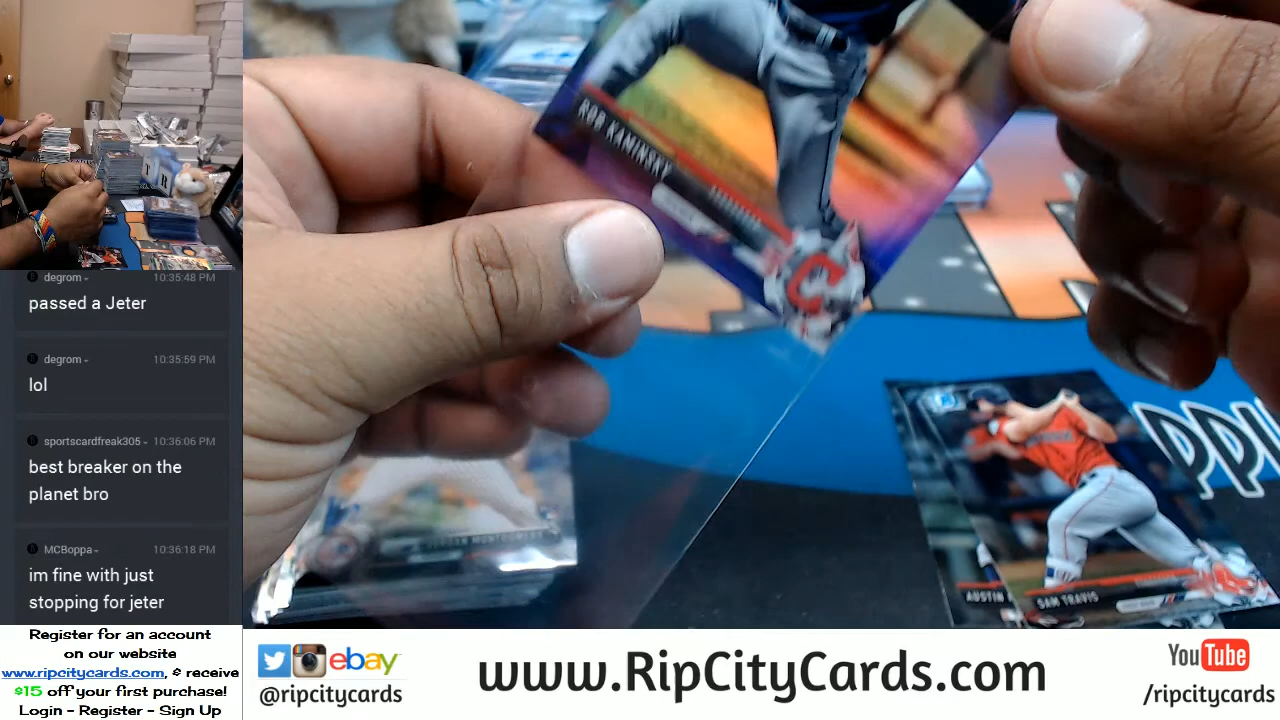 degrom
10:35:48 PM
passed a Jeter
degrom
10:35:59 PM
lol
sportscardfreak305
10:36:06 PM
best breaker on the
planet bro
MCBoppa
10:36:18 PM
im fine with just
stopping for jeter
Register for an account
on our website
www.ripcitycards.com, & receive
$15 off your first purchase!
Login - Register - Sign Up
ROB KAMINSKY
C
AUSTIN
SAM TRAVIS
ebay
@ripcitycards
www.RipCityCards.com
YouTube
/ripcitycards